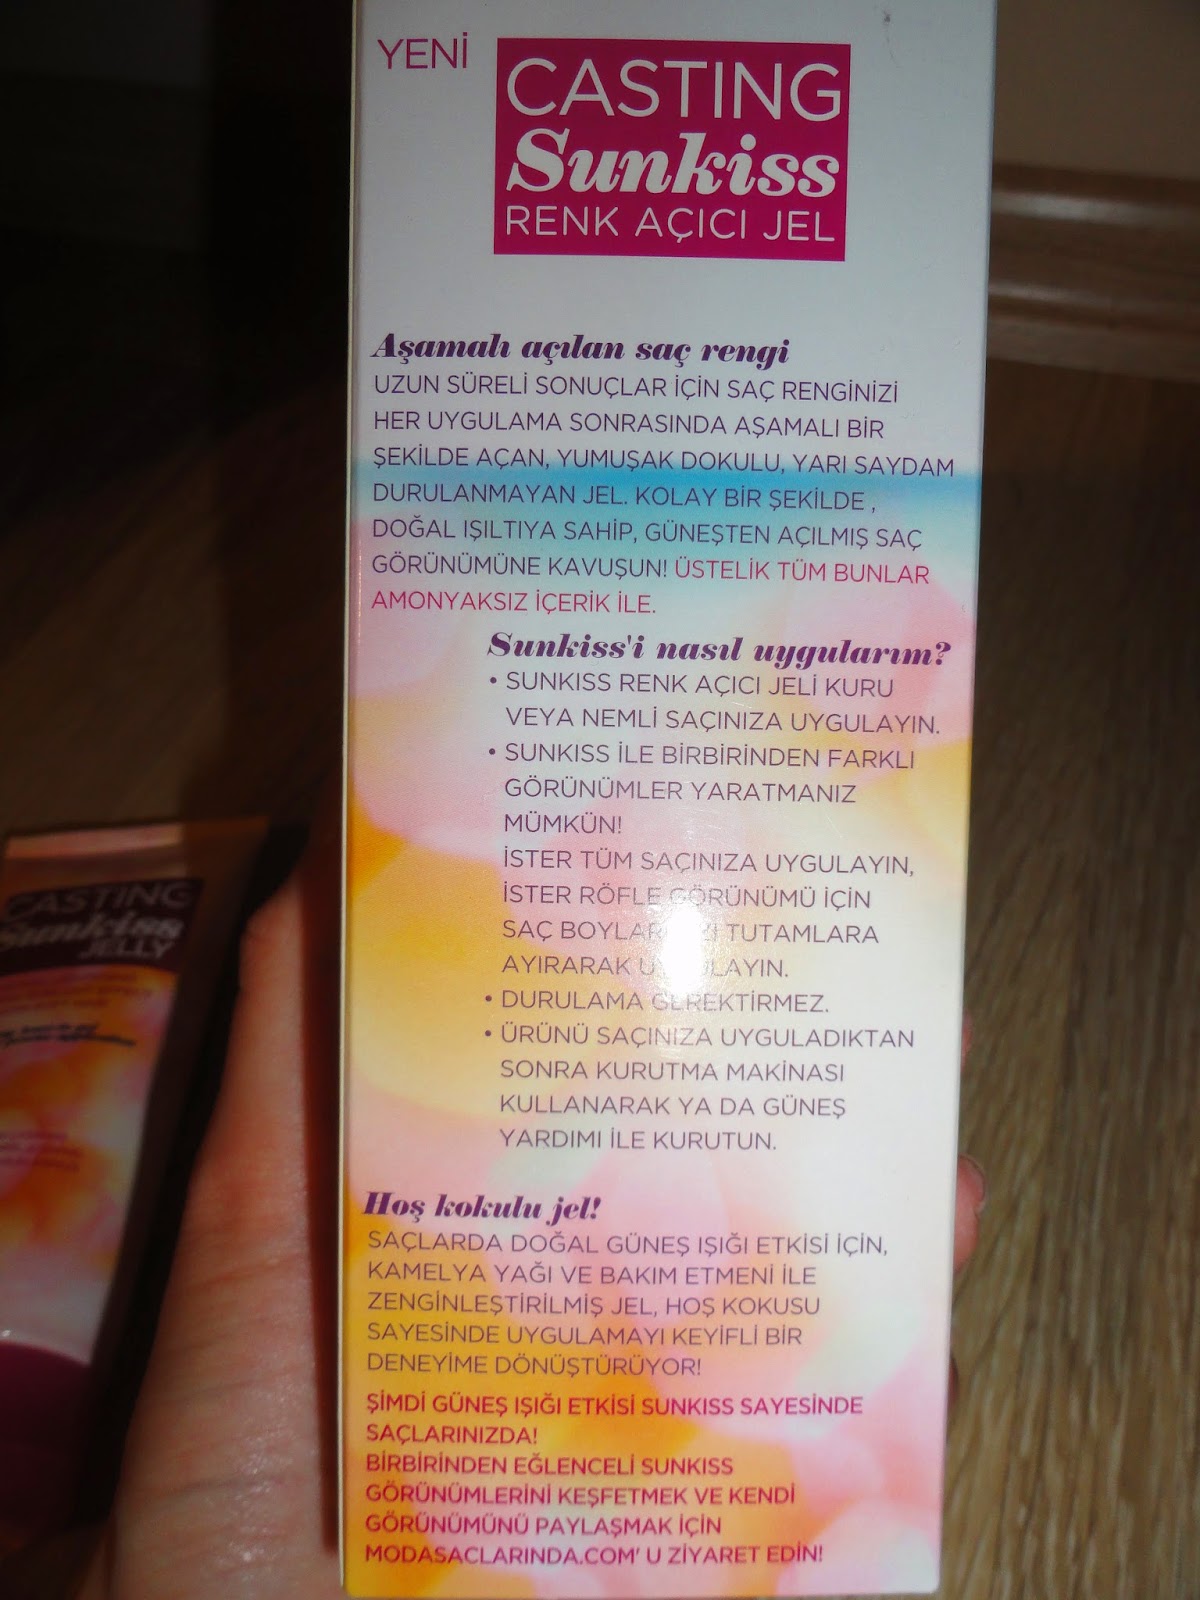 YENİ
CASTING
Sunkiss
RENK AÇICI JEL
Aşamalı açılan saç rengi
UZUN SÜRELİ SONUÇLAR İÇİN SAÇ RENGİNİZİ
HER UYGULAMA SONRASINDA AŞAMALI BİR
ŞEKİLDE AÇAN, YUMUŞAK DOKULU, YARI SAYDAM
DURULANMAYAN JEL. KOLAY BİR ŞEKİLDE ,
DOĞAL IŞILTIYA SAHİP, GÜNEŞTEN AÇILMIŞ SAÇ
GÖRÜNÜMÜNE KAVUŞUN! ÜSTELİK TÜM BUNLAR
AMONYAKSIZ İÇERİK İLE.
Sunkiss'i nasıl uygularım?
• SUNKISS RENK AÇICI JELİ KURU
VEYA NEMLİ SAÇINIZA UYGULAYIN.
• SUNKISS İLE BİRBİRİNDEN FARKLI
GÖRÜNÜMLER YARATMANIZ
MÜMKÜN!
İSTER TÜM SAÇINIZA UYGULAYIN,
İSTER RÖFLE GÖRÜNÜMÜ İÇİN
SAÇ TUTAMLARA
AYIRARAK
• DURULAMA GEREKTİRMEZ.
• ÜRÜNÜ SAÇINIZA UYGULADIKTAN
SONRA KURUTMA MAKİNASI
KULLANARAK YA DA GÜNEŞ
YARDIMI İLE KURUTUN.
Hoş kokulu jel!
SAÇLARDA DOĞAL GÜNEŞ IŞIĞI ETKİSİ İÇİN,
KAMELYA YAĞI VE BAKIM ETMENİ İLE
ZENGİNLEŞTİRİLMİŞ JEL, HOŞ KOKUSU
SAYESİNDE UYGULAMAYI KEYİFLİ BİR
DENEYİME DÖNÜŞTÜRÜYOR!
ŞİMDİ GÜNEŞ IŞIĞI ETKİSİ SUNKISS SAYESİNDE
SAÇLARINIZDA!
BİRBİRİNDEN EĞLENCELİ SUNKISS
GÖRÜNÜMLERİNİ KEŞFETMEK VE KENDİ
GÖRÜNÜMÜNÜ PAYLAŞMAK İÇİN
MODASACLARINDA.COM' U ZİYARET EDİN!
CASTING
Sunkiss
JELLY